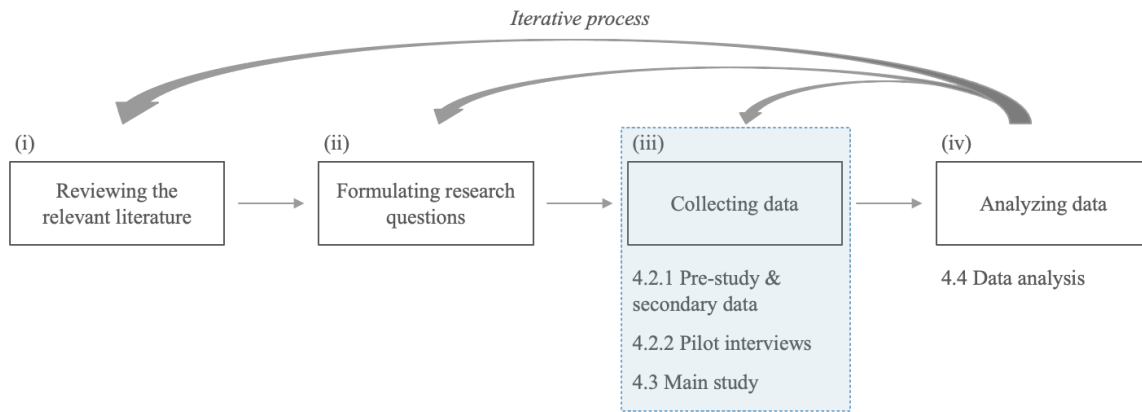 Iterative process
(i)
Reviewing the
relevant literature
(ii)
Formulating research
questions
(iii)
Collecting data
4.2.1 Pre-study &
secondary data
4.2.2 Pilot interviews
4.3 Main study
(iv)
Analyzing data
4.4 Data analysis